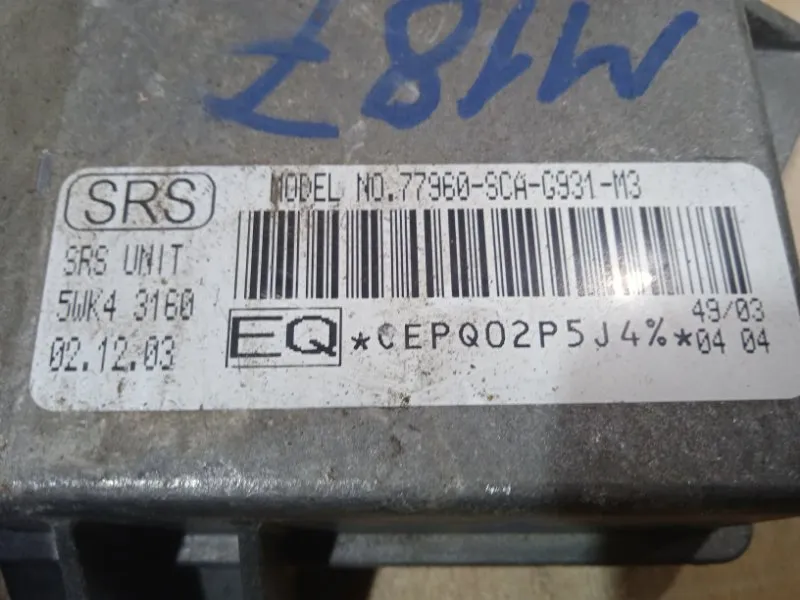 M187
SRS
MODEL NO.77960-SCA-G931-M3
SRS UNIT
5WK4 3160
02.12.03
EQ
*CEPQ02P5J4%*
49/03
04 04